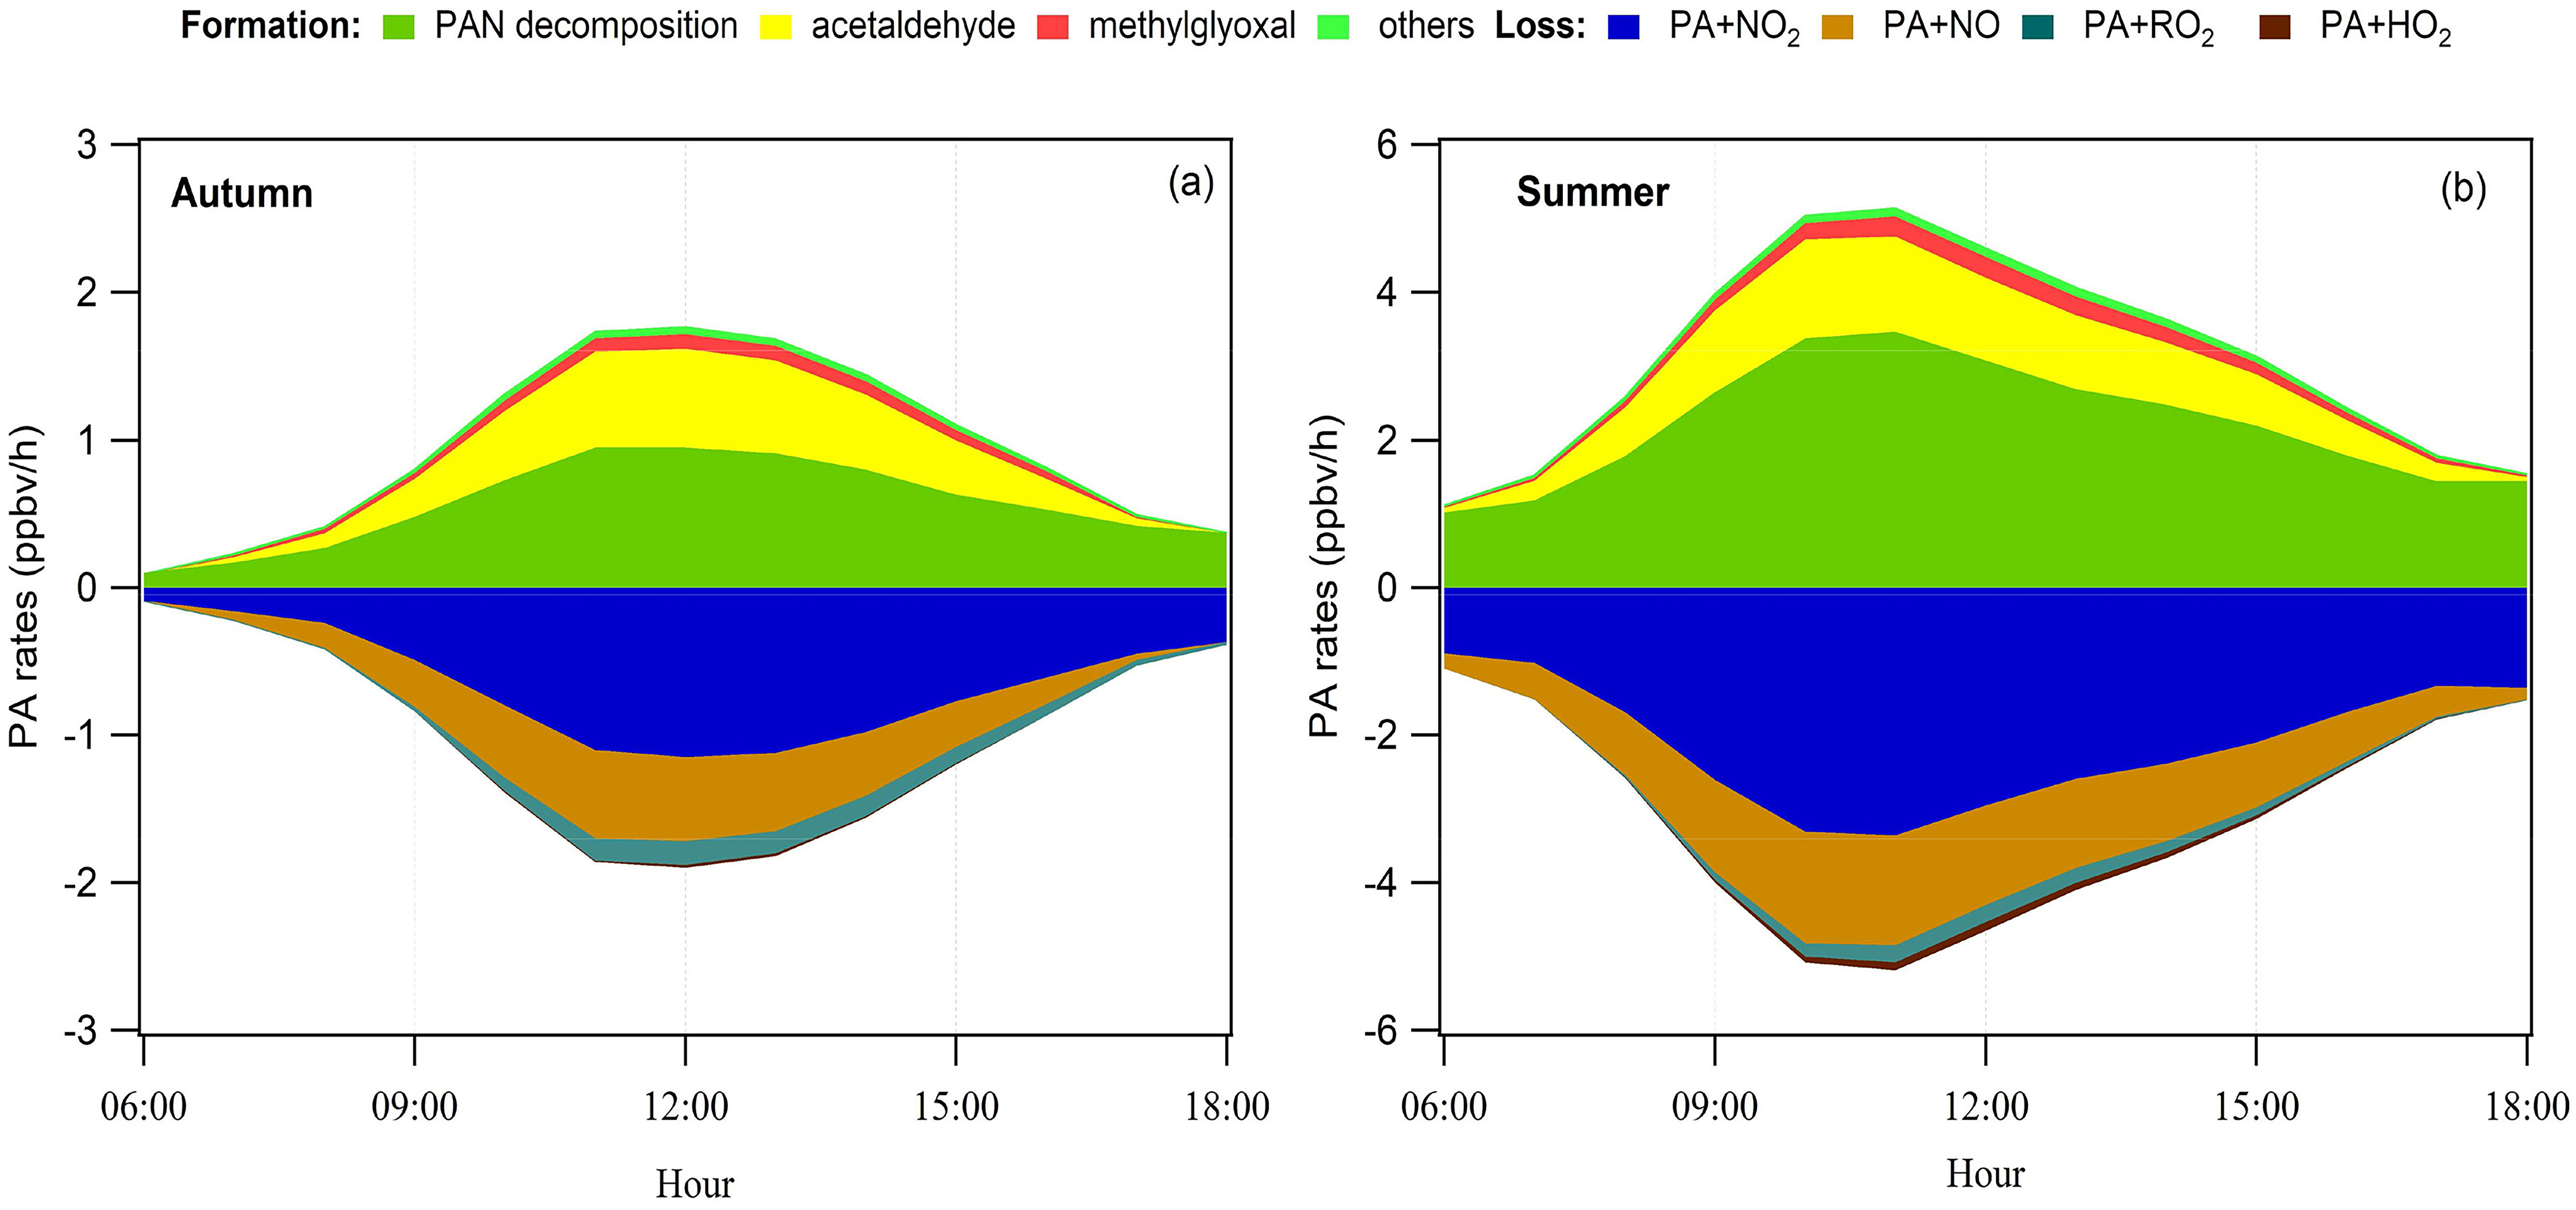 Formation: PAN decomposition acetaldehyde methylglyoxal others Loss: PA+NO₂ PA+NO PA+RO₂ PA+HO₂
Autumn
(a)
PA rates (ppbv/h)
3
2
1
0
-1
-2
-3
06:00 09:00 12:00 15:00 18:00
Hour
Summer
(b)
PA rates (ppbv/h)
6
4
2
0
-2
-4
-6
06:00 09:00 12:00 15:00 18:00
Hour